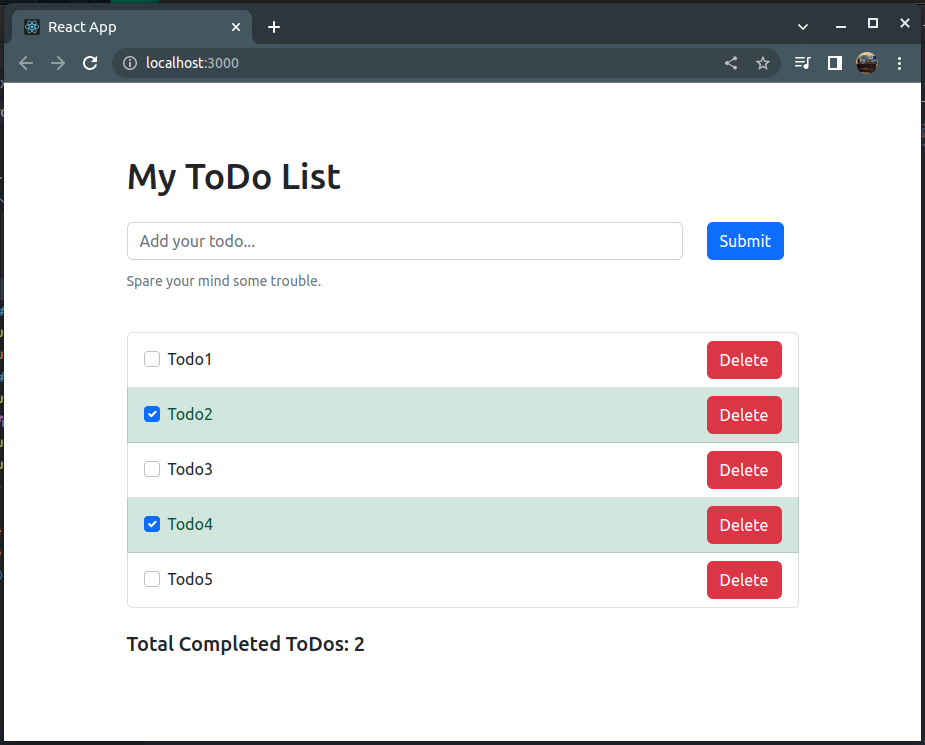 React App
localhost:3000
My ToDo List
Add your todo...
Submit
Spare your mind some trouble.
Todo1
Delete
Todo2
Delete
Todo3
Delete
Todo4
Delete
Todo5
Delete
Total Completed ToDos: 2